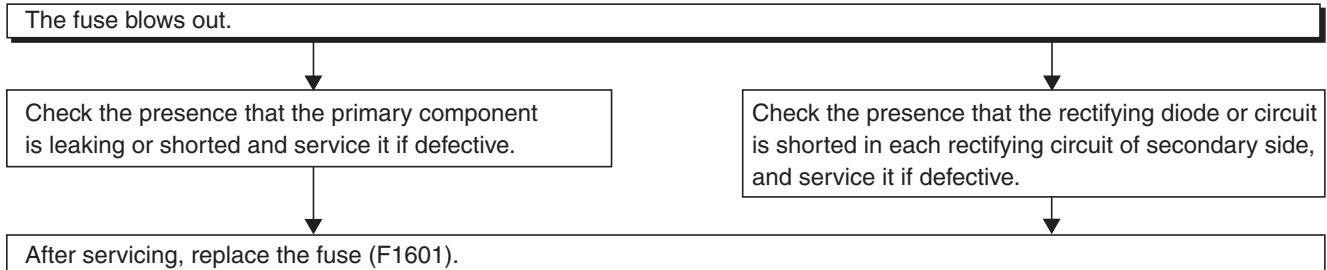 The fuse blows out.
Check the presence that the primary component
is leaking or shorted and service it if defective.
Check the presence that the rectifying diode or circuit
is shorted in each rectifying circuit of secondary side,
and service it if defective.
After servicing, replace the fuse (F1601).